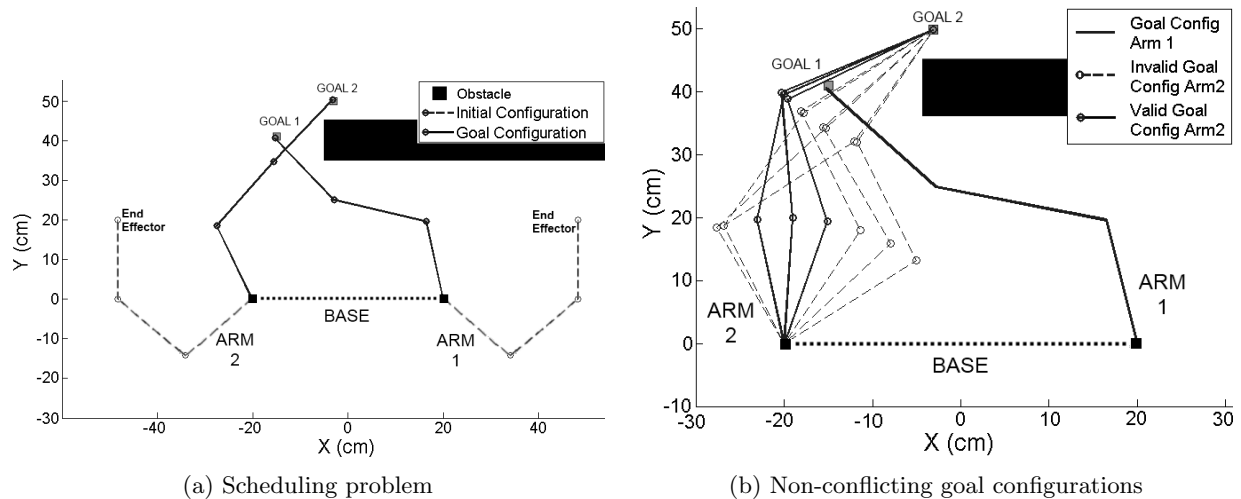 GOAL 2
GOAL 1
Obstacle
Initial Configuration
Goal Configuration
End
Effector
End
Effector
ARM
2
BASE
ARM
1
Y (cm)
50
40
30
20
10
0
-10
-20
-30
-40
-20
0
20
40
X (cm)
(a) Scheduling problem
GOAL 2
GOAL 1
Goal Config
Arm 1
Invalid Goal
Config Arm2
Valid Goal
Config Arm2
ARM
2
BASE
ARM
1
Y (cm)
50
40
30
20
10
0
-10
-30
-20
-10
0
10
20
30
X (cm)
(b) Non-conflicting goal configurations